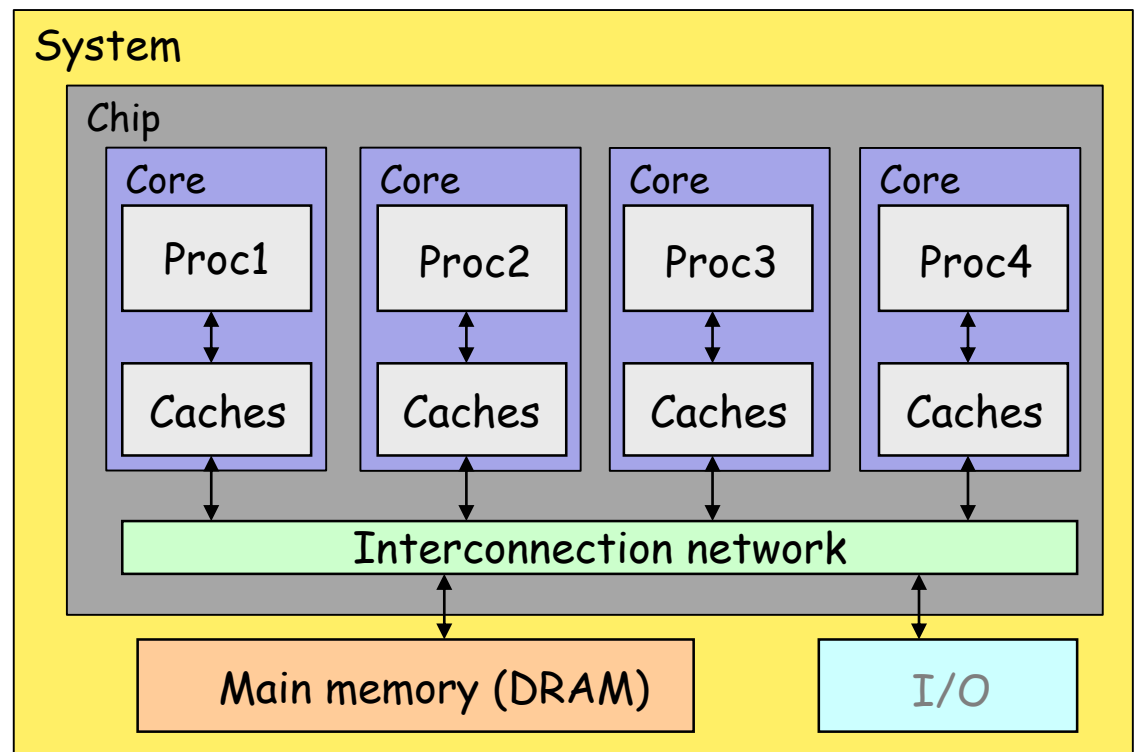 System
Chip
Core
Core
Core
Core
Proc1
Proc2
Proc3
Proc4
Caches
Caches
Caches
Caches
Interconnection network
Main memory (DRAM)
I/O